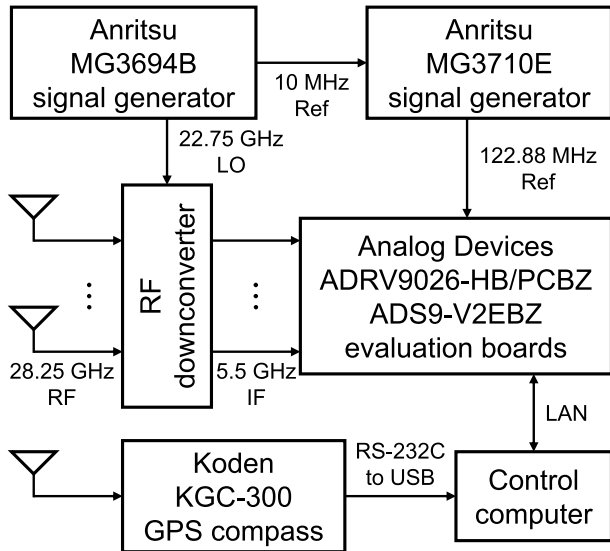 Anritsu
MG3694B
signal generator
10 MHz
Ref
Anritsu
MG3710E
signal generator
22.75 GHz
LO
122.88 MHz
Ref
RF
downconverter
...
...
28.25 GHz
RF
5.5 GHz
IF
Analog Devices
ADRV9026-HB/PCBZ
ADS9-V2EBZ
evaluation boards
LAN
Koden
KGC-300
GPS compass
RS-232C
to USB
Control
computer